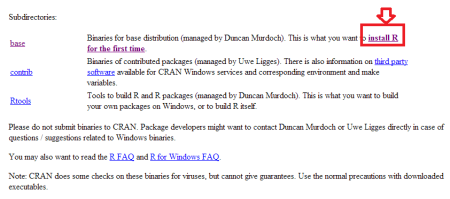 Subdirectories:
base
Binaries for base distribution (managed by Duncan Murdoch). This is what you want to install R
for the first time.
Binaries of contributed packages (managed by Uwe Ligges). There is also information on third party
contrib
software available for CRAN Windows services and corresponding environment and make
variables.
Rtools
Tools to build R and R packages (managed by Duncan Murdoch). This is what you want to build
your own packages on Windows, or to build R itself.
Please do not submit binaries to CRAN. Package developers might want to contact Duncan Murdoch or Uwe Ligges directly in case of
questions / suggestions related to Windows binaries.
You may also want to read the R FAQ and R for Windows FAQ.
Note: CRAN does some checks on these binaries for viruses, but cannot give guarantees. Use the normal precautions with downloaded
executables.